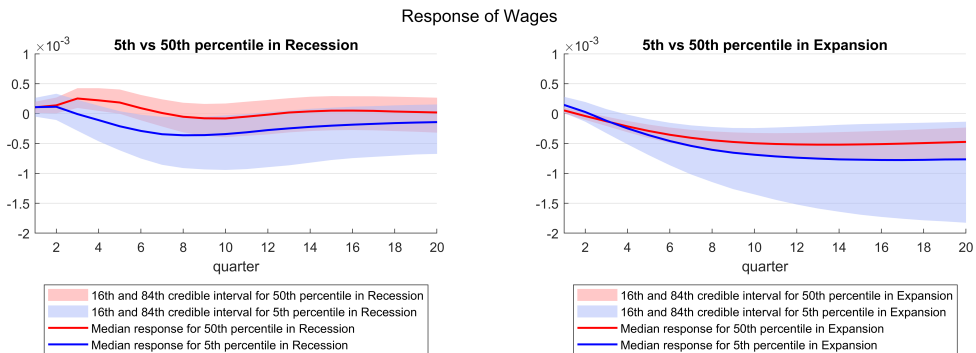 Response of Wages
5th vs 50th percentile in Recession
×10-3
1
0.5
0
-0.5
-1
-1.5
-2
2 4 6 8 10 12 14 16 18 20
quarter
16th and 84th credible interval for 50th percentile in Recession
16th and 84th credible interval for 5th percentile in Recession
Median response for 50th percentile in Recession
Median response for 5th percentile in Recession
5th vs 50th percentile in Expansion
×10-3
1
0.5
0
-0.5
-1
-1.5
-2
2 4 6 8 10 12 14 16 18 20
quarter
16th and 84th credible interval for 50th percentile in Expansion
16th and 84th credible interval for 5th percentile in Expansion
Median response for 50th percentile in Expansion
Median response for 5th percentile in Expansion